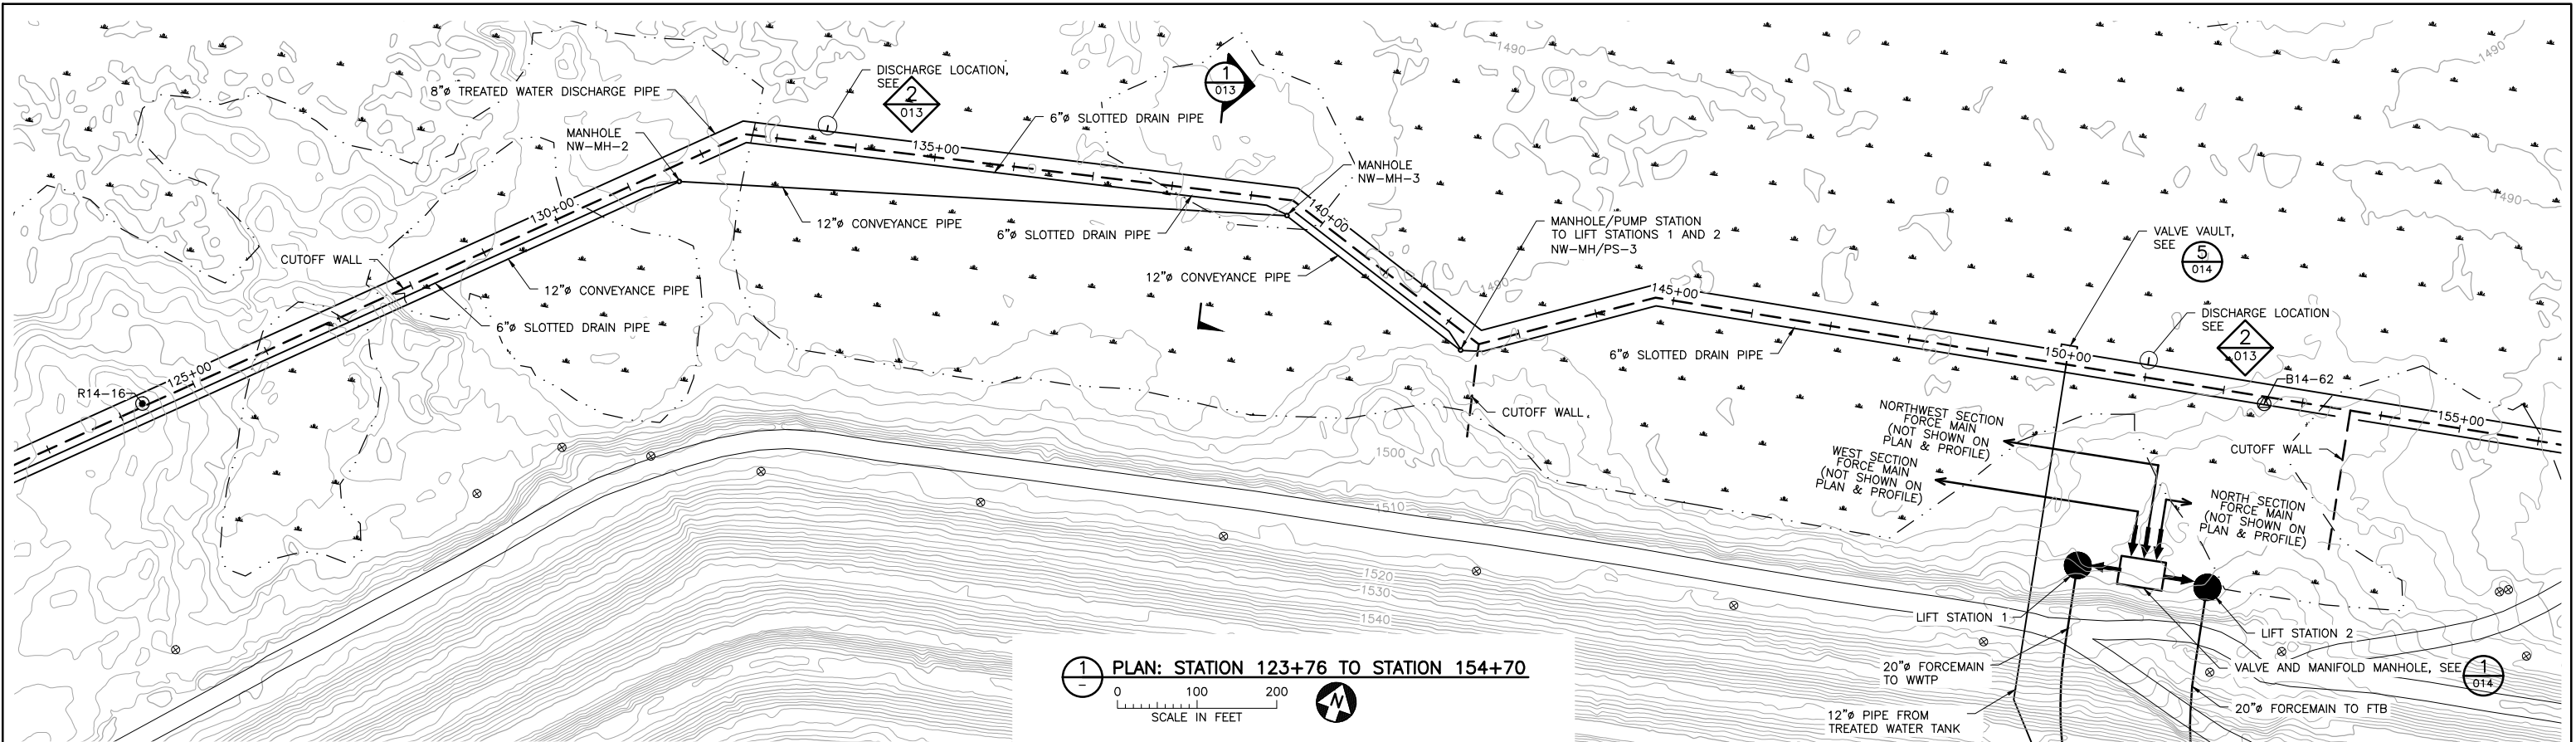 1490
1490
1
013
DISCHARGE LOCATION,
SEE
2
013
8"ø TREATED WATER DISCHARGE PIPE
6"ø SLOTTED DRAIN PIPE
MANHOLE
NW-MH-2
135+00
MANHOLE
NW-MH-3
130+00
140+00
12"ø CONVEYANCE PIPE
6"ø SLOTTED DRAIN PIPE
MANHOLE/PUMP STATION
TO LIFT STATIONS 1 AND 2
NW-MH/PS-3
1490
VALVE VAULT,
SEE
5
014
CUTOFF WALL
12"ø CONVEYANCE PIPE
12"ø CONVEYANCE PIPE
1490
145+00
6"ø SLOTTED DRAIN PIPE
DISCHARGE LOCATION
SEE
2
013
6"ø SLOTTED DRAIN PIPE
150+00
125+00
R14-16
B14-62
CUTOFF WALL
NORTHWEST SECTION
FORCE MAIN
(NOT SHOWN ON
PLAN & PROFILE)
155+00
CUTOFF WALL
1500
WEST SECTION
FORCE MAIN
(NOT SHOWN ON
PLAN & PROFILE)
1510
NORTH SECTION
FORCE MAIN
(NOT SHOWN ON
PLAN & PROFILE)
1520
1530
1540
LIFT STATION 1
LIFT STATION 2
20"ø FORCEMAIN
TO WWTP
VALVE AND MANIFOLD MANHOLE, SEE
1
014
12"ø PIPE FROM
TREATED WATER TANK
20"ø FORCEMAIN TO FTB
1
-
PLAN: STATION 123+76 TO STATION 154+70
0 100 200
SCALE IN FEET
N